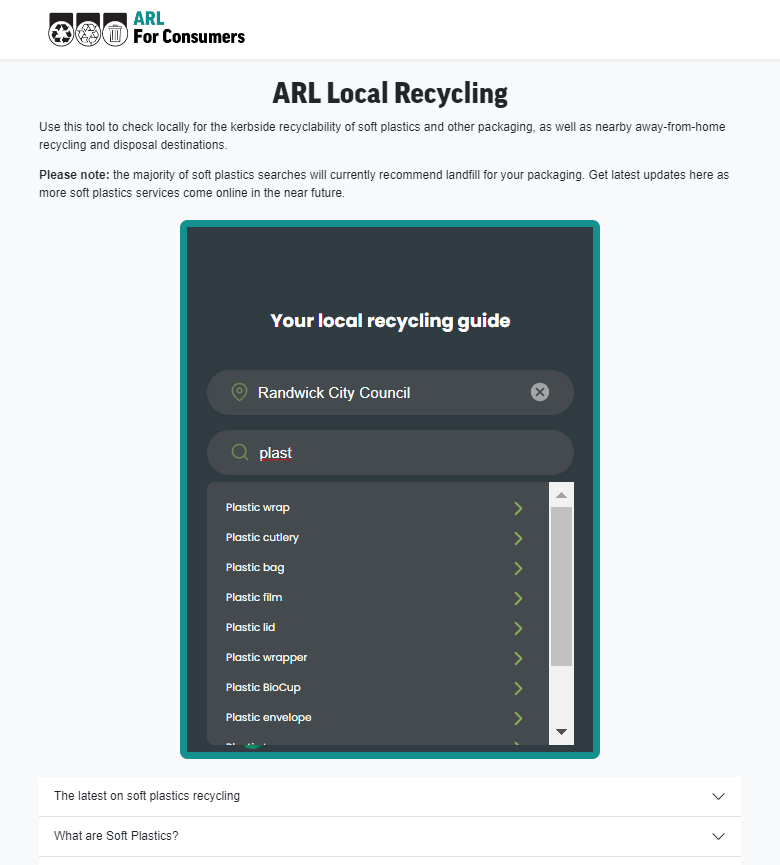 ARL
For Consumers
ARL Local Recycling
Use this tool to check locally for the kerbside recyclability of soft plastics and other packaging, as well as nearby away-from-home
recycling and disposal destinations.
Please note: the majority of soft plastics searches will currently recommend landfill for your packaging. Get latest updates here as
more soft plastics services come online in the near future.
Your local recycling guide
Randwick City Council
plast
Plastic wrap
Plastic cutlery
Plastic bag
Plastic film
Plastic lid
Plastic wrapper
Plastic BioCup
Plastic envelope
The latest on soft plastics recycling
What are Soft Plastics?